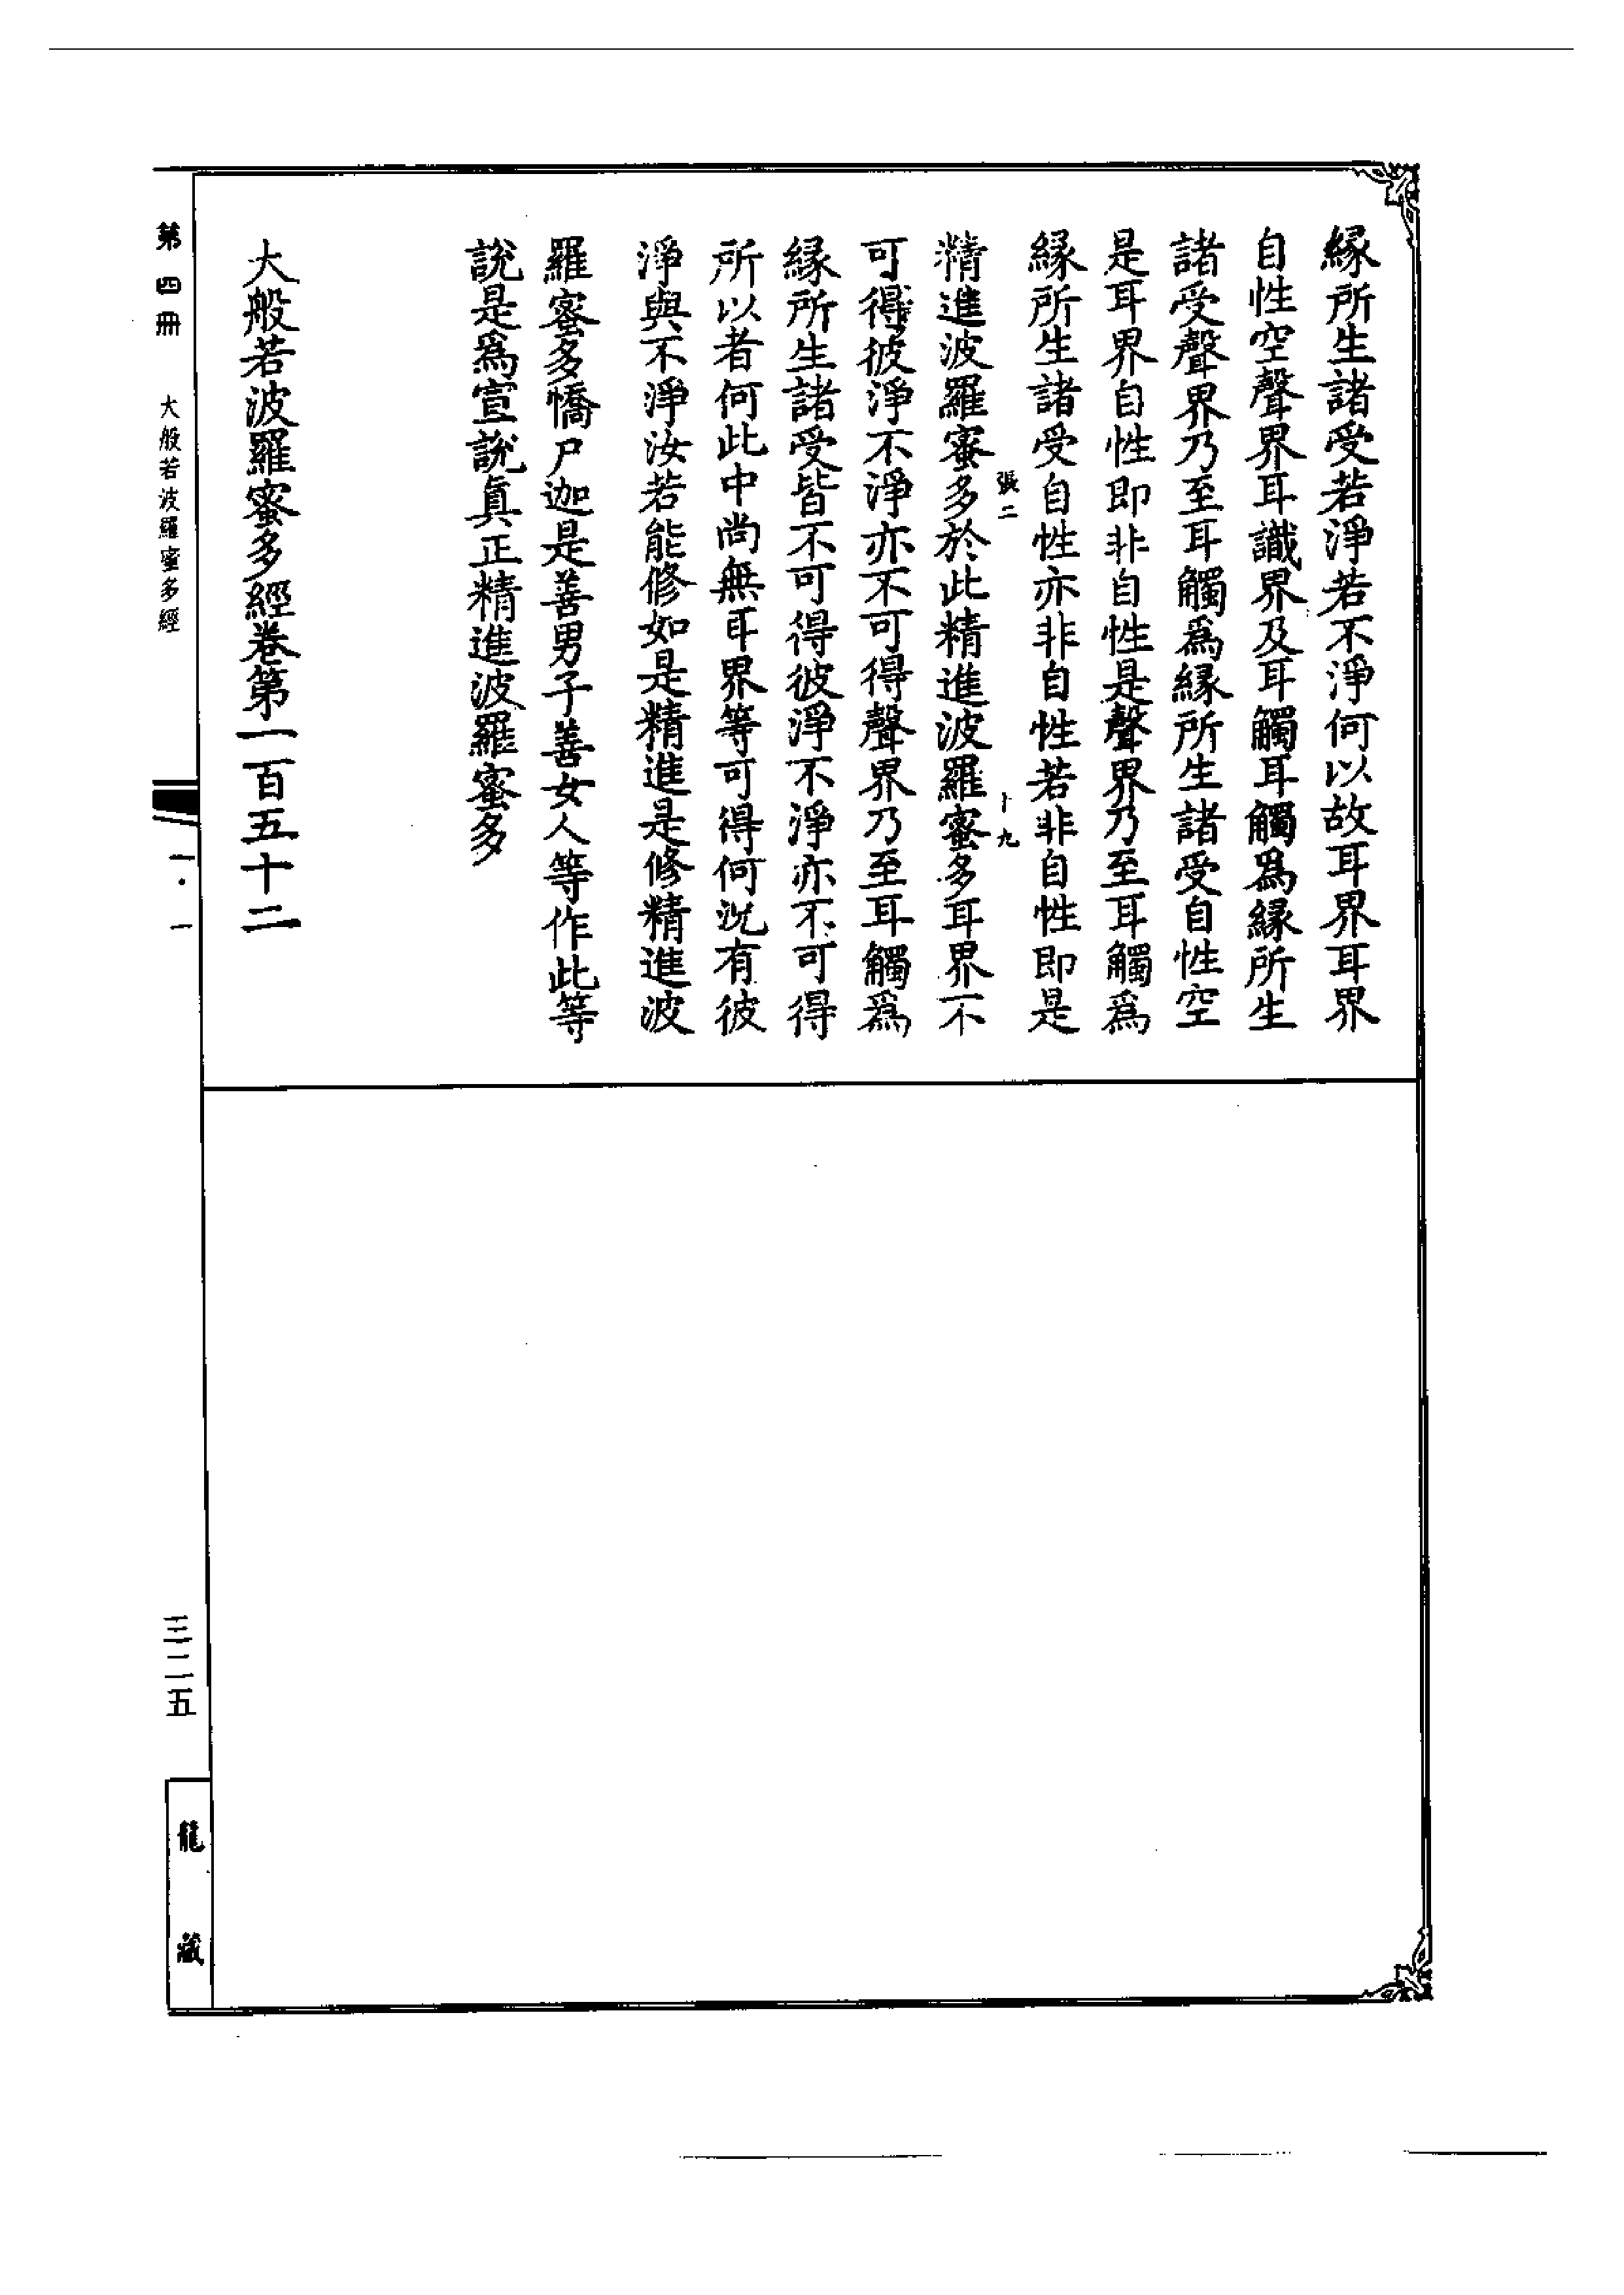 縁所生諸受若淨若不淨何以故耳界耳界
自性空聲界耳識界及耳觸耳觸爲縁所生
諸受聲界乃至耳觸爲縁所生諸受自性空
是耳界自性即非自性是聲界乃至耳觸爲
縁所生諸受自性亦非自性若非自性即是
張二 卜九
精進波羅蜜多於此精進波羅蜜多耳界不
可得彼淨不淨亦不可得聲界乃至耳觸爲
縁所生諸受皆不可得彼淨不淨亦不可得
所以者何此中尚無耳界等可得何況有彼
淨與不淨汝若能修如是精進是修精進波
羅蜜多憍尸迦是善男子善女人等作此等
說是爲宣說真正精進波羅蜜多
大般若波羅蜜多經卷第一百五十二
第四冊 大般若波羅蜜多經 一·一 三二五 龍藏